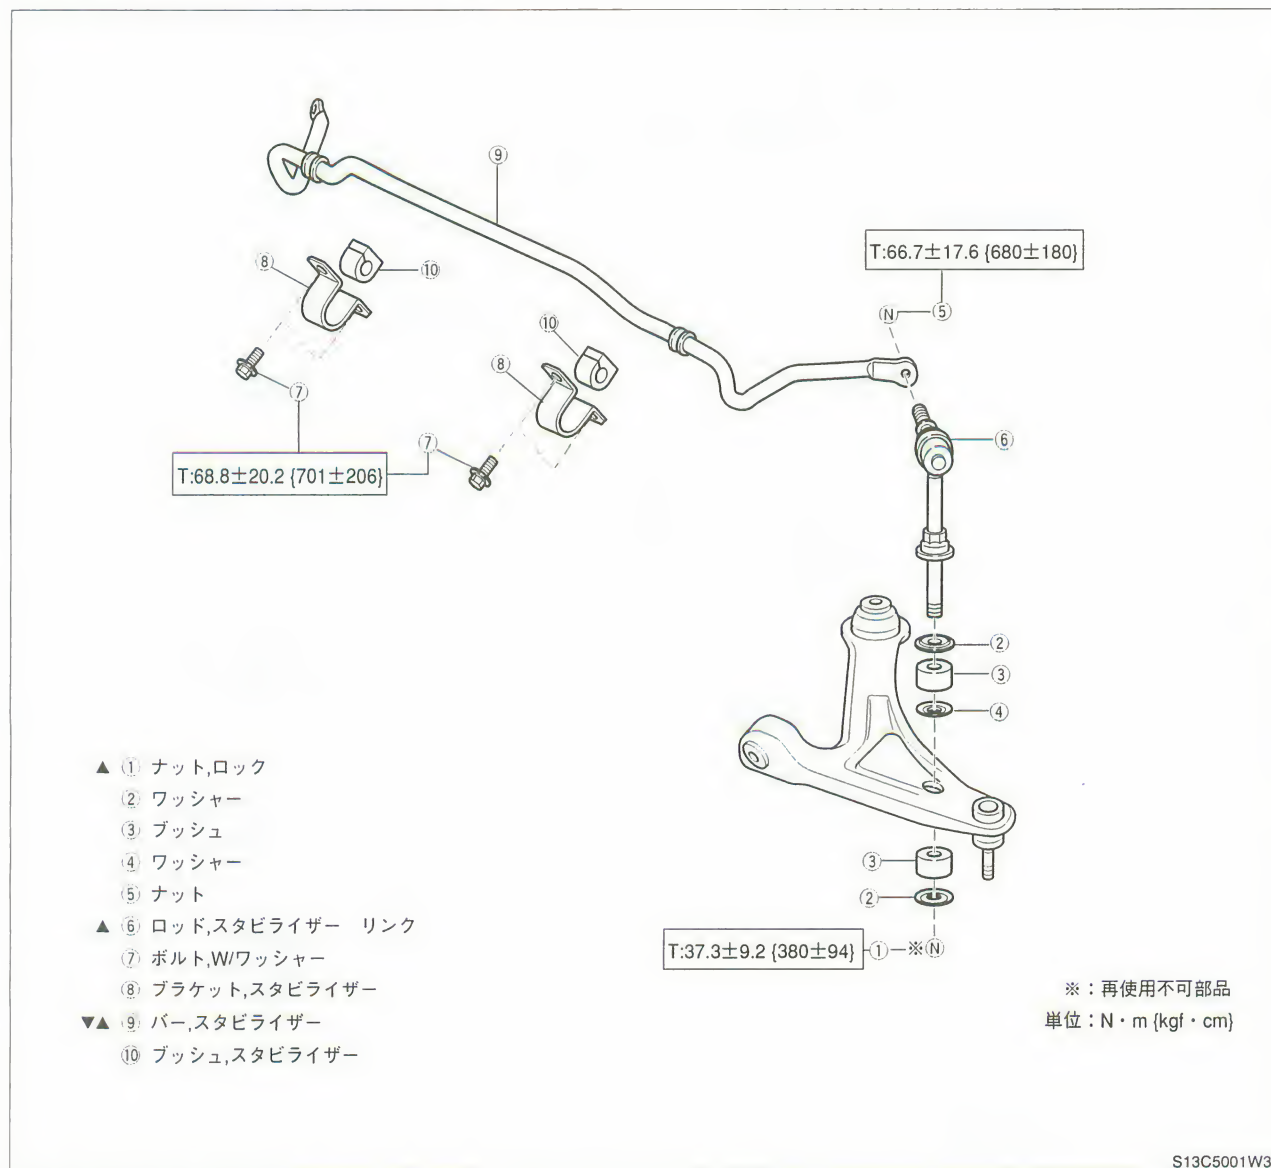 ⑨
T:66.7±17.6 {680±180}
⑧
⑩
Ⓝ ⑤
⑩
⑧
⑦
⑦
⑥
T:68.8±20.2 {701±206}
②
③
④
▲ ① ナット,ロック
② ワッシャー
③ ブッシュ
④ ワッシャー
⑤ ナット
▲ ⑥ ロッド,スタビライザー リンク
⑦ ボルト,W/ワッシャー
⑧ ブラケット,スタビライザー
▼▲ ⑨ バー,スタビライザー
⑩ ブッシュ,スタビライザー
③
②
T:37.3±9.2 {380±94} ①—※Ⓝ
※:再使用不可部品
単位:N・m {kgf・cm}
S13C5001W3